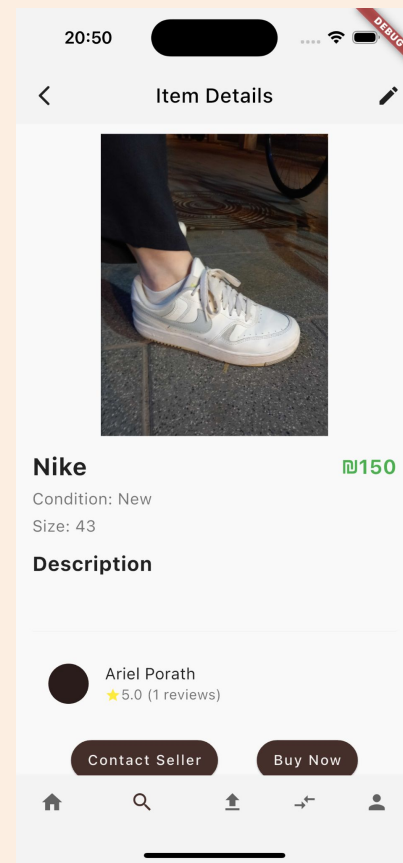 20:50
DEBUG
Item Details
Nike
₪150
Condition: New
Size: 43
Description
Ariel Porath
⭐5.0 (1 reviews)
Contact Seller
Buy Now